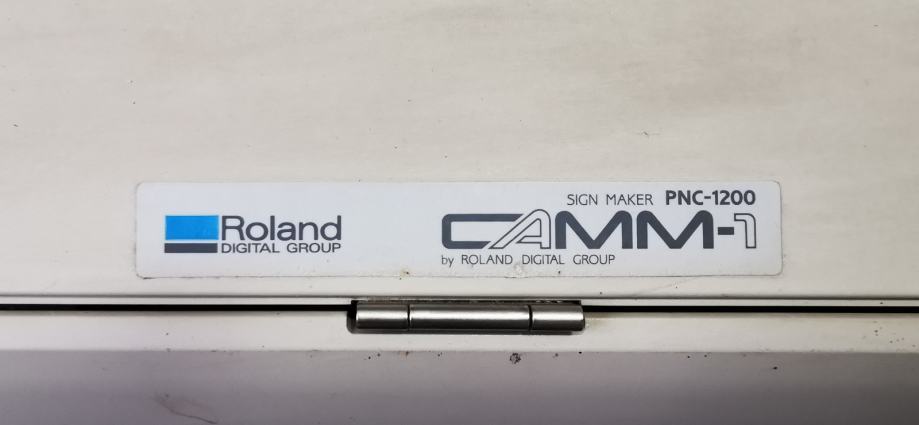 Roland
DIGITAL GROUP
SIGN MAKER PNC-1200
CAMM-1
by ROLAND DIGITAL GROUP